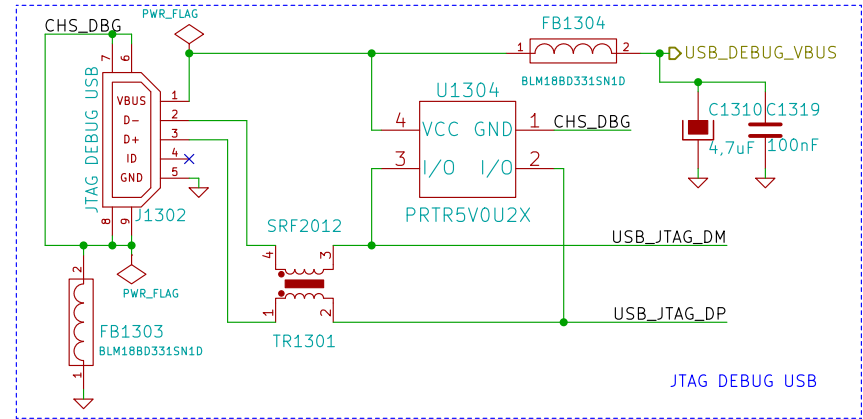 CHS_DBG
PWR_FLAG
FB1304
1
2
USB_DEBUG_VBUS
BLM18BD331SN1D
7
6
JTAG DEBUG USB
VBUS
1
D-
2
D+
3
ID
4
GND
5
8
9
J1302
U1304
4
VCC
GND
1
CHS_DBG
3
I/O
I/O
2
PRTR5V0U2X
C1310
4,7uF
C1319
100nF
SRF2012
4
3
1
2
TR1301
USB_JTAG_DM
USB_JTAG_DP
PWR_FLAG
2
FB1303
BLM18BD331SN1D
1
JTAG DEBUG USB